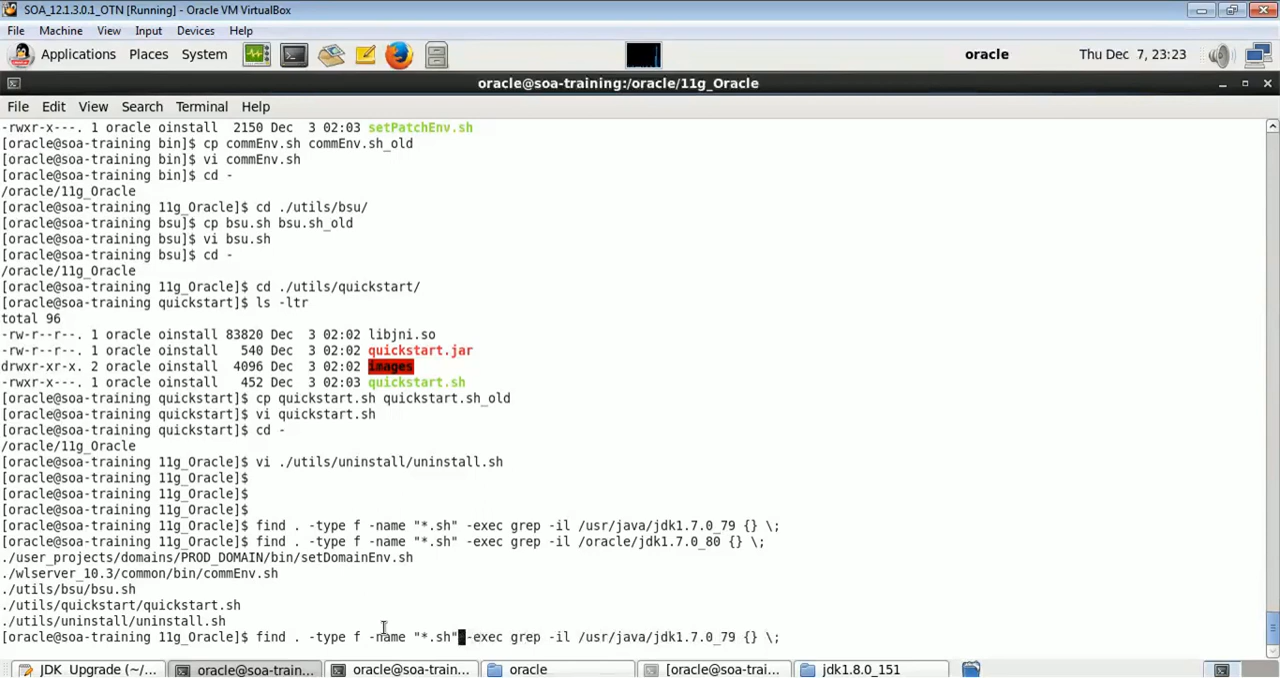 SOA_12.1.3.0.1_OTN [Running] - Oracle VM VirtualBox
File Machine View Input Devices Help
Applications Places System oracle Thu Dec 7, 23:23
oracle@soa-training:/oracle/11g_Oracle
File Edit View Search Terminal Help
-rwxr-x---. 1 oracle oinstall 2150 Dec 3 02:03 setPatchEnv.sh
[oracle@soa-training bin]$ cp commEnv.sh commEnv.sh_old
[oracle@soa-training bin]$ vi commEnv.sh
[oracle@soa-training bin]$ cd -
/oracle/11g_Oracle
[oracle@soa-training 11g_Oracle]$ cd ./utils/bsu/
[oracle@soa-training bsu]$ cp bsu.sh bsu.sh_old
[oracle@soa-training bsu]$ vi bsu.sh
[oracle@soa-training bsu]$ cd -
/oracle/11g_Oracle
[oracle@soa-training 11g_Oracle]$ cd ./utils/quickstart/
[oracle@soa-training quickstart]$ ls -ltr
total 96
-rw-r--r--. 1 oracle oinstall 83820 Dec 3 02:02 libjni.so
-rw-r--r--. 1 oracle oinstall 540 Dec 3 02:02 quickstart.jar
drwxr-xr-x. 2 oracle oinstall 4096 Dec 3 02:02 images
-rwxr-x---. 1 oracle oinstall 452 Dec 3 02:03 quickstart.sh
[oracle@soa-training quickstart]$ cp quickstart.sh quickstart.sh_old
[oracle@soa-training quickstart]$ vi quickstart.sh
[oracle@soa-training quickstart]$ cd -
/oracle/11g_Oracle
[oracle@soa-training 11g_Oracle]$ vi ./utils/uninstall/uninstall.sh
[oracle@soa-training 11g_Oracle]$
[oracle@soa-training 11g_Oracle]$
[oracle@soa-training 11g_Oracle]$
[oracle@soa-training 11g_Oracle]$ find . -type f -name "*.sh" -exec grep -il /usr/java/jdk1.7.0_79 {} \;
[oracle@soa-training 11g_Oracle]$ find . -type f -name "*.sh" -exec grep -il /oracle/jdk1.7.0_80 {} \;
./user_projects/domains/PROD_DOMAIN/bin/setDomainEnv.sh
./wlserver_10.3/common/bin/commEnv.sh
./utils/bsu/bsu.sh
./utils/quickstart/quickstart.sh
./utils/uninstall/uninstall.sh
[oracle@soa-training 11g_Oracle]$ find . -type f -name "*.sh" -exec grep -il /usr/java/jdk1.7.0_79 {} \;
JDK Upgrade (~/... oracle@soa-train... oracle@soa-trai... oracle [oracle@soa-trai... jdk1.8.0_151